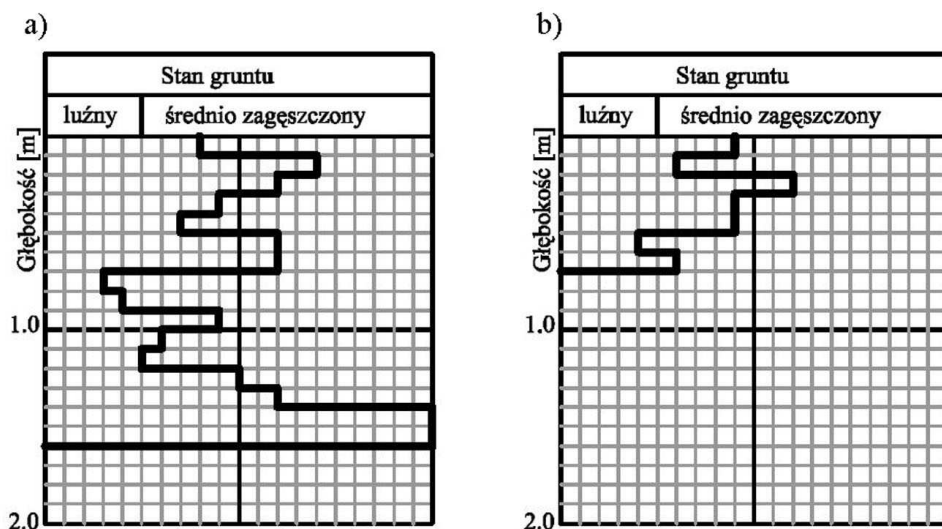 a)
Stan gruntu
luźny
średnio zagęszczony
Głębokość [m]
1.0
2.0
b)
Stan gruntu
luźny
średnio zagęszczony
Głębokość [m]
1.0
2.0